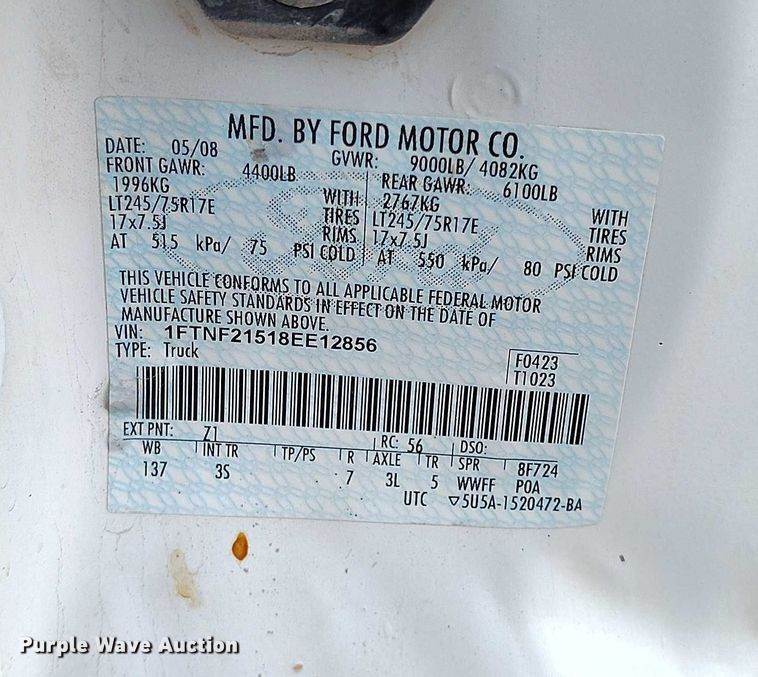 MFD. BY FORD MOTOR CO.
DATE: 05/08 GVWR: 9000LB/ 4082KG
FRONT GAWR: 4400LB REAR GAWR: 6100LB
1996KG WITH 2767KG WITH
LT245/75R17E TIRES LT245/75R17E TIRES
17x7.5J RIMS 17x7.5J RIMS
AT 515 kPa/ 75 PSI COLD AT 550 kPa/ 80 PSI COLD
THIS VEHICLE CONFORMS TO ALL APPLICABLE FEDERAL MOTOR
VEHICLE SAFETY STANDARDS IN EFFECT ON THE DATE OF
MANUFACTURE SHOWN ABOVE.
VIN: 1FTNF21518EE12856
TYPE: Truck
F0423
T1023
EXT PNT: Z1 RC: 56 DSO:
WB INT TR TP/PS R AXLE TR SPR 8F724
137 3S 7 3L 5 WWFF POA
UTC ▽5U5A-1520472-BA
Purple Wave Auction